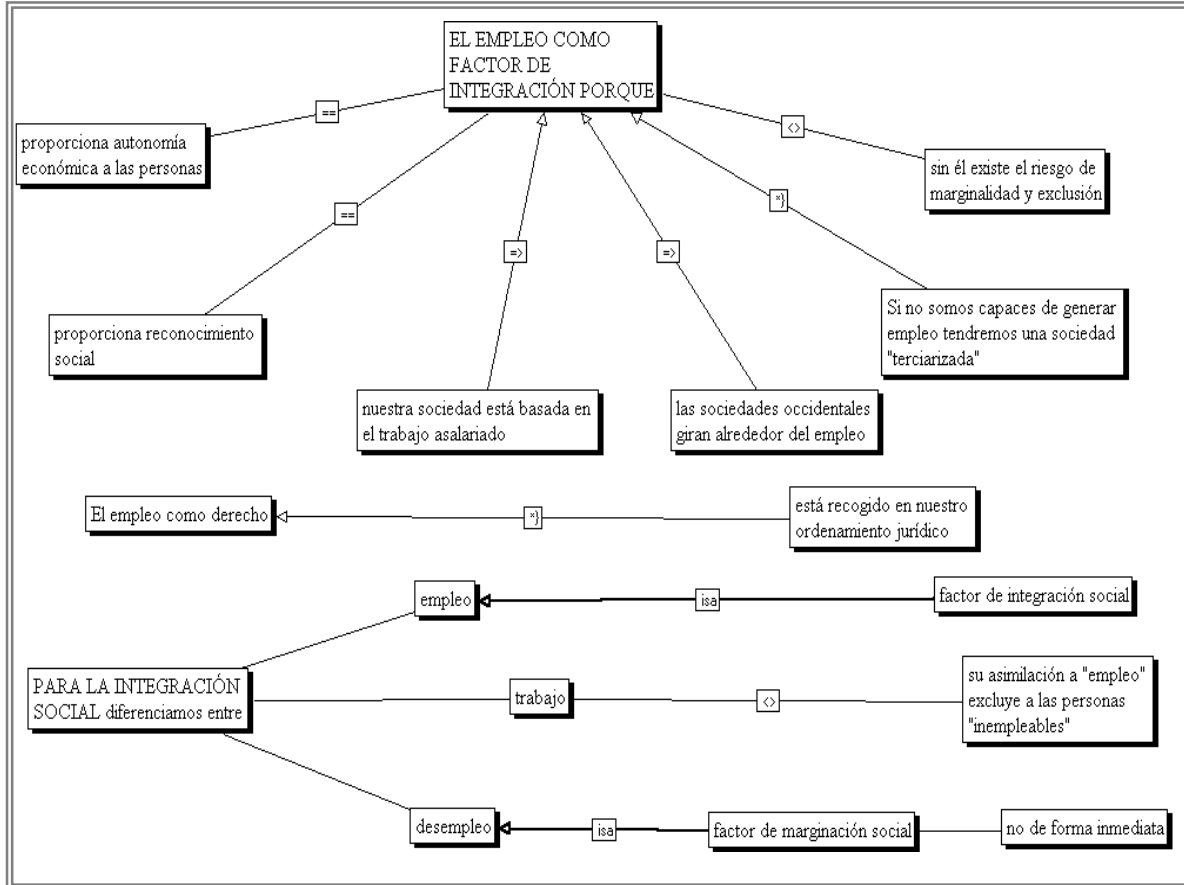 EL EMPLEO COMO
FACTOR DE
INTEGRACIÓN PORQUE
==
<>
proporciona autonomía
económica a las personas
sin él existe el riesgo de
marginalidad y exclusión
*}
==
=>
=>
proporciona reconocimiento
social
Si no somos capaces de generar
empleo tendremos una sociedad
"terciarizada"
nuestra sociedad está basada en
el trabajo asalariado
las sociedades occidentales
giran alrededor del empleo
El empleo como derecho
*}
está recogido en nuestro
ordenamiento jurídico
empleo
isa
factor de integración social
PARA LA INTEGRACIÓN
SOCIAL diferenciamos entre
trabajo
<>
su asimilación a "empleo"
excluye a las personas
"inempleables"
desempleo
isa
factor de marginación social
no de forma inmediata